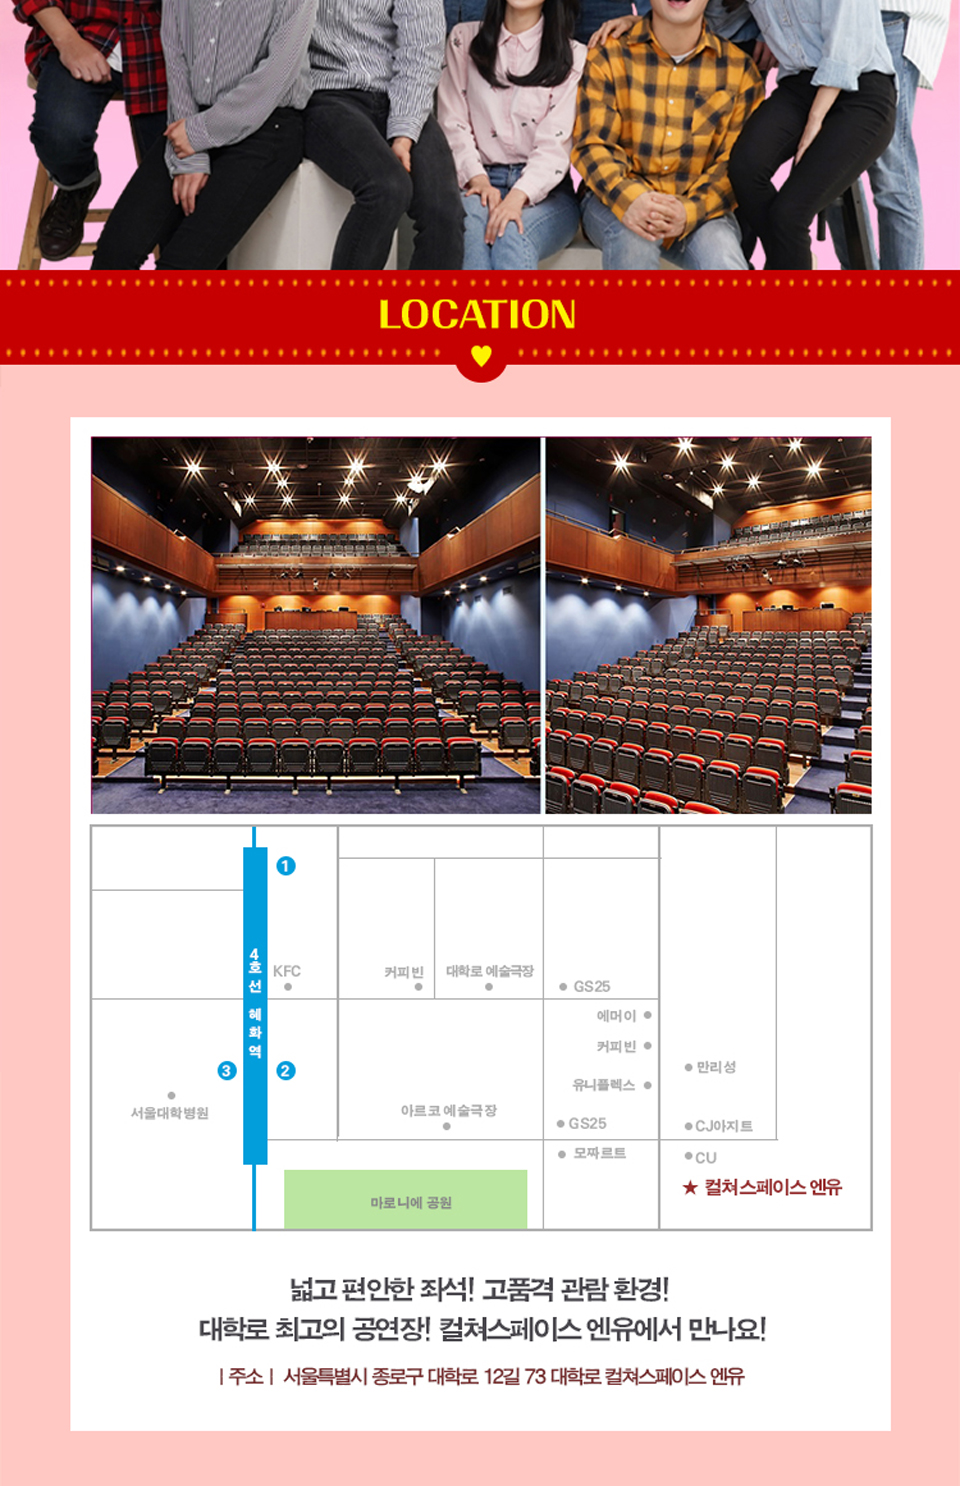 LOCATION
1
4호선 혜화역
KFC
커피빈
대학로 예술극장
GS25
에머이
커피빈
3
2
만리성
유니플렉스
서울대학병원
아르코예술극장
GS25
CJ아지트
모짜르트
CU
★ 컬쳐스페이스 엔유
마로니에 공원
넓고 편안한 좌석! 고품격 관람 환경!
대학로 최고의 공연장! 컬쳐스페이스 엔유에서 만나요!
| 주소 | 서울특별시 종로구 대학로 12길 73 대학로 컬쳐스페이스 엔유